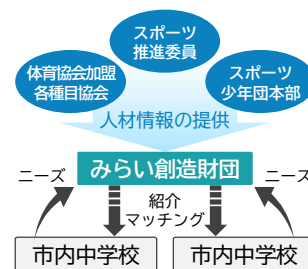 スポーツ
推進委員
体育協会加盟
各種目協会
スポーツ
少年団本部
人材情報の提供
みらい創造財団
ニーズ
ニーズ
紹介
マッチング
市内中学校
市内中学校